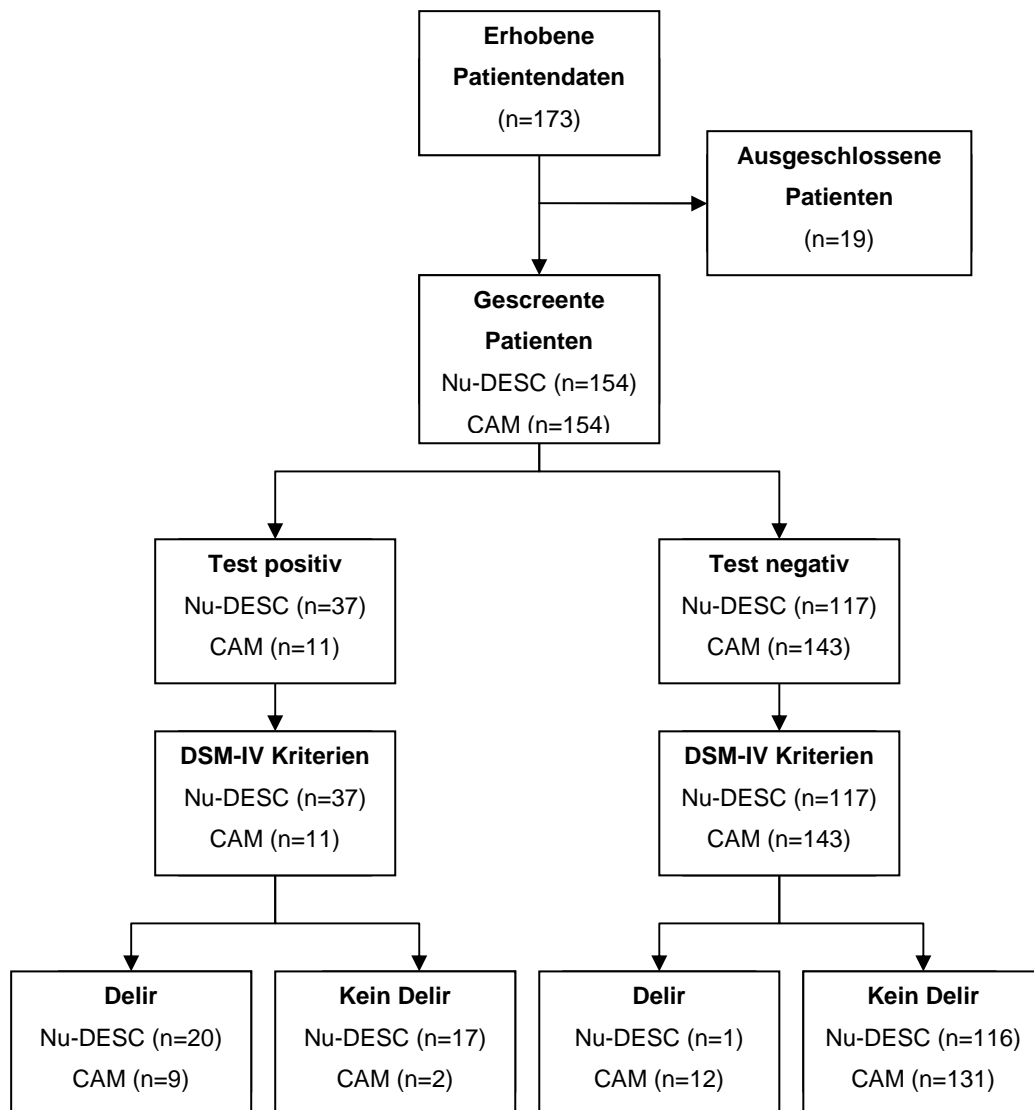 Erhobene
Patientendaten
(n=173)
Ausgeschlossene
Patienten
(n=19)
Gescreente
Patienten
Nu-DESC (n=154)
CAM (n=154)
Test positiv
Nu-DESC (n=37)
CAM (n=11)
Test negativ
Nu-DESC (n=117)
CAM (n=143)
DSM-IV Kriterien
Nu-DESC (n=37)
CAM (n=11)
DSM-IV Kriterien
Nu-DESC (n=117)
CAM (n=143)
Delir
Nu-DESC (n=20)
CAM (n=9)
Kein Delir
Nu-DESC (n=17)
CAM (n=2)
Delir
Nu-DESC (n=1)
CAM (n=12)
Kein Delir
Nu-DESC (n=116)
CAM (n=131)